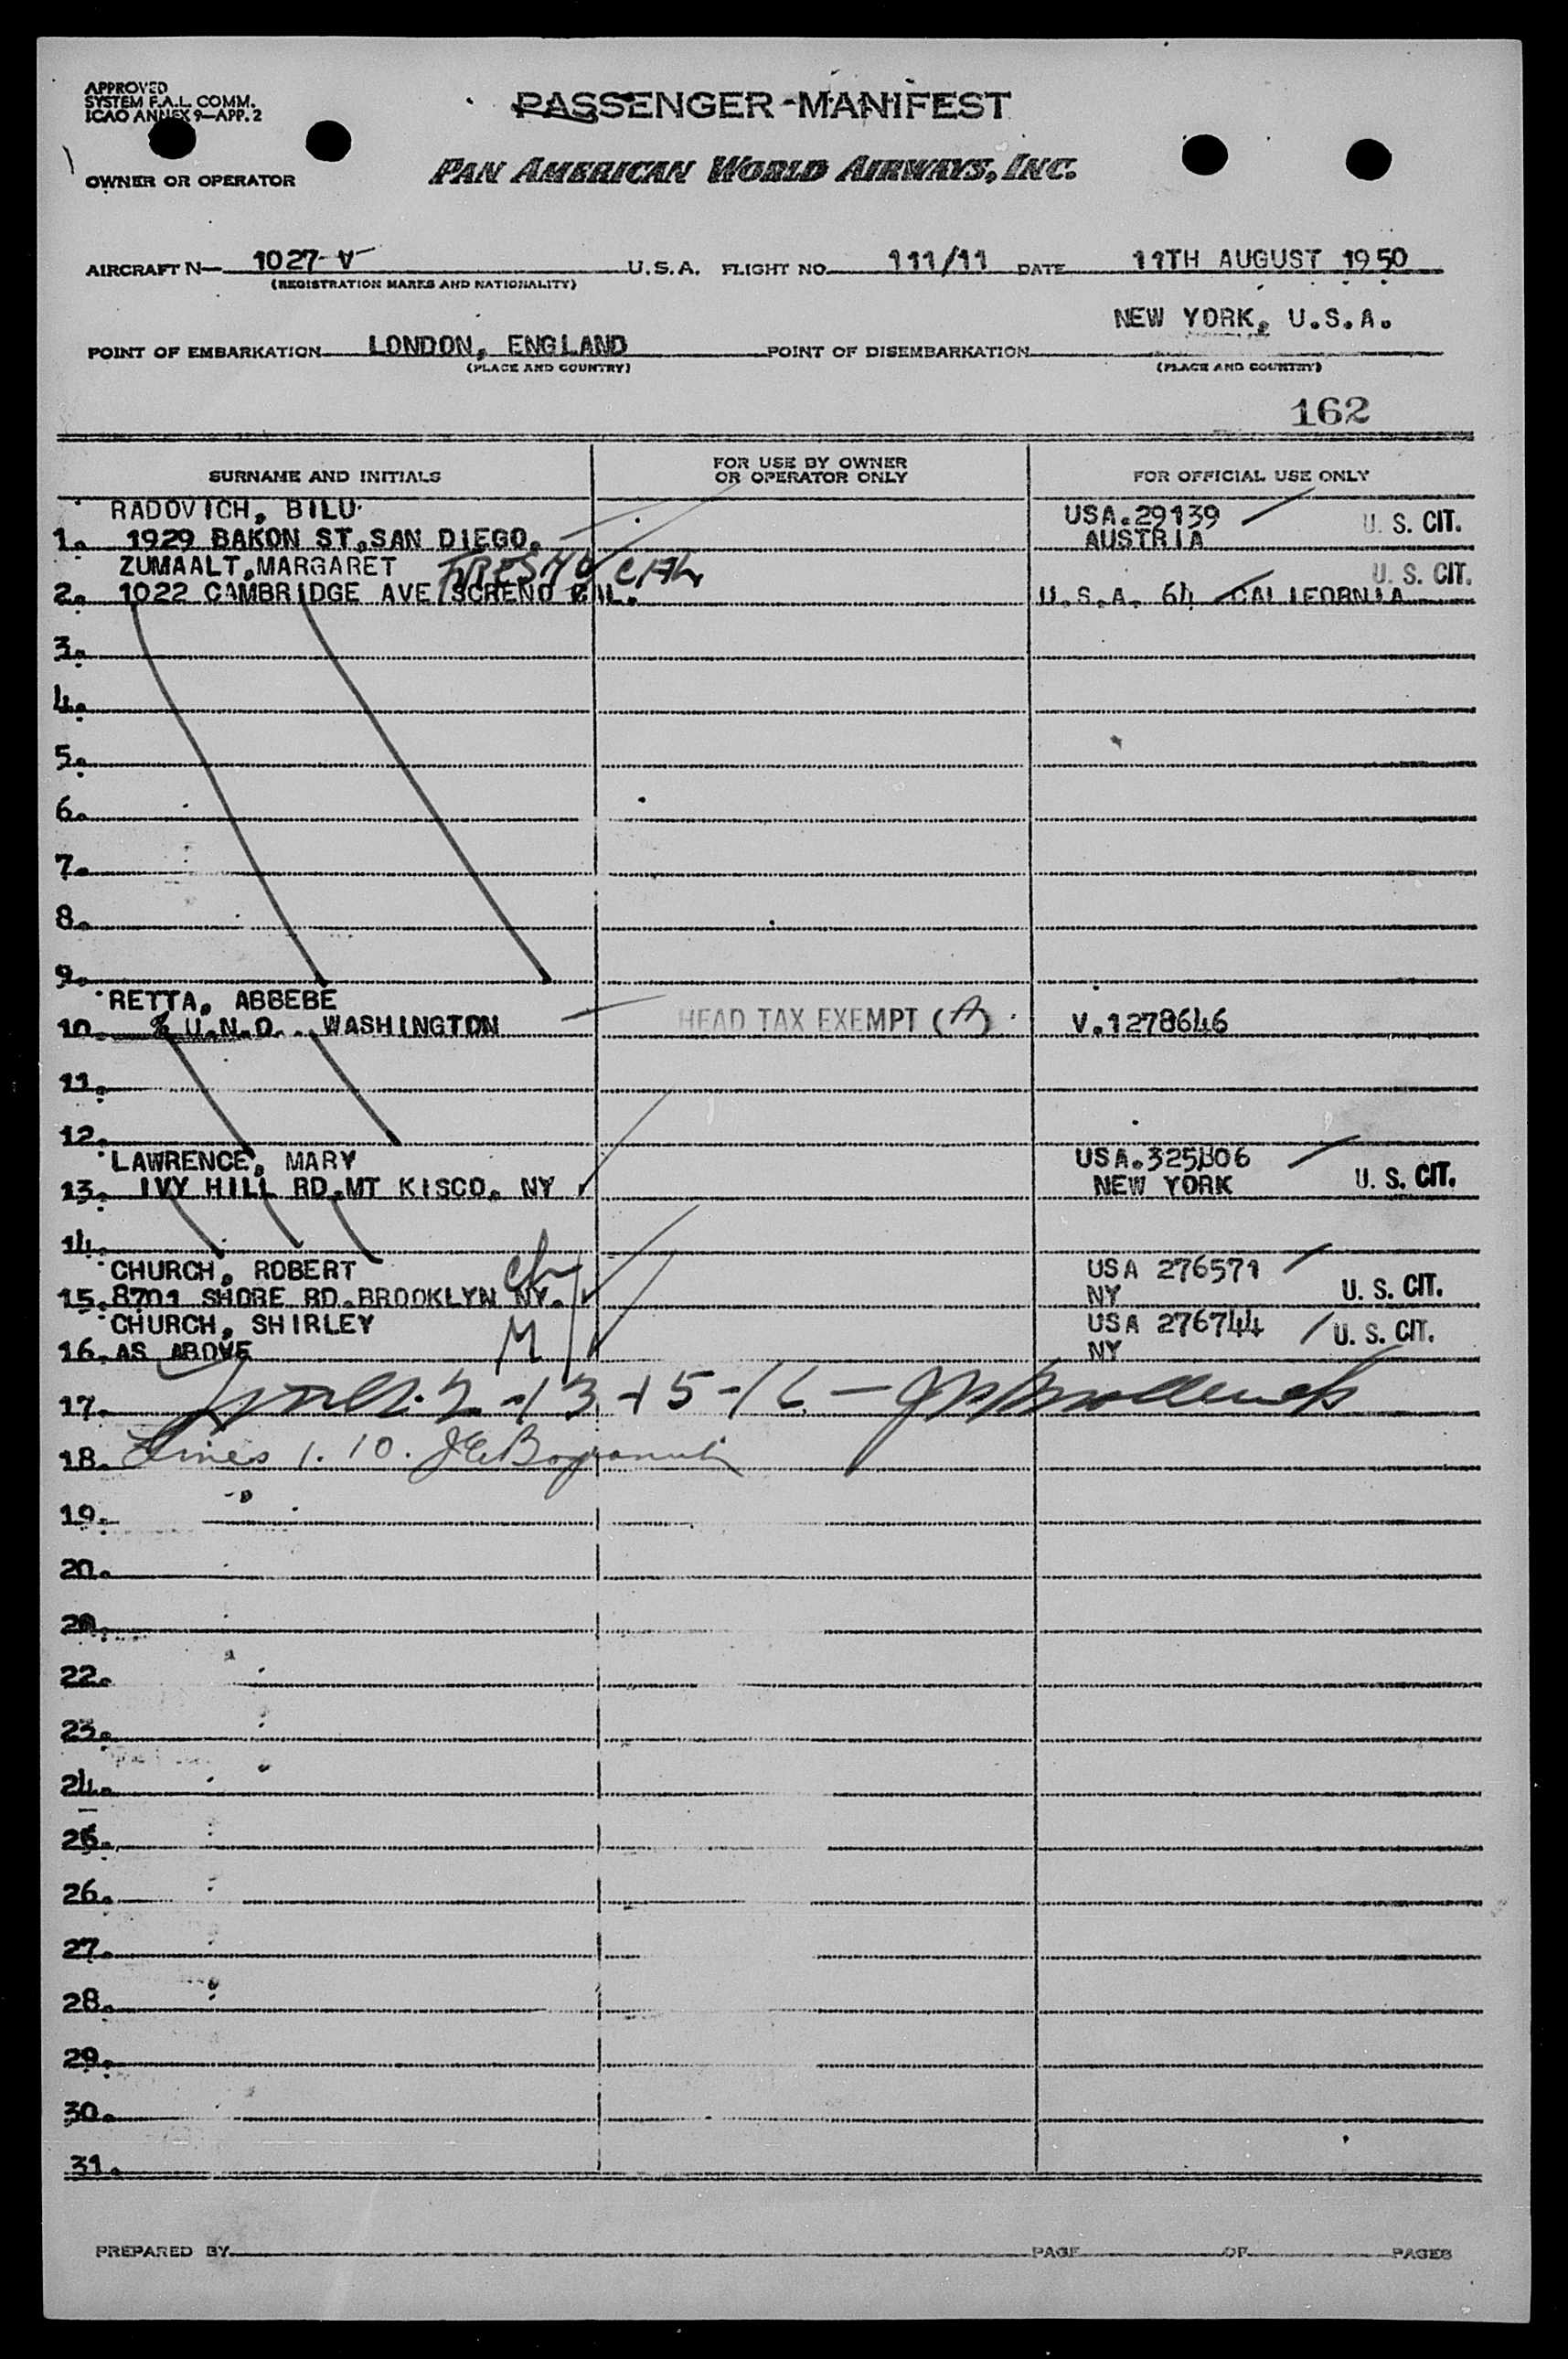 APPROVED
SYSTEM F.A.L. COMM.
ICAO ANNEX 9—APP. 2
PASSENGER MANIFEST
OWNER OR OPERATOR
PAN AMERICAN WORLD AIRWAYS, INC.
AIRCRAFT N— 1027 V U.S.A. FLIGHT NO. 111/11 DATE 11TH AUGUST 1950
(REGISTRATION MARKS AND NATIONALITY)
NEW YORK, U.S.A.
POINT OF EMBARKATION LONDON, ENGLAND POINT OF DISEMBARKATION
(PLACE AND COUNTRY) (PLACE AND COUNTRY)
162
SURNAME AND INITIALS FOR USE BY OWNER OR OPERATOR ONLY FOR OFFICIAL USE ONLY
RADOVICH, BILU USA.29139 U. S. CIT.
1. 1929 BAKON ST,SAN DIEGO. AUSTRIA
ZUMAALT,MARGARET FRESNO CAL U. S. CIT.
2. 1022 CAMBRIDGE AVE SCRENO CAL. U.S.A. 64 CALIFORNIA
3.
4.
5.
6.
7.
8.
9.
RETTA, ABBEBE
10. % U.N.O.. WASHINGTON HEAD TAX EXEMPT (A) V.1278646
11.
12.
LAWRENCE, MARY USA.325806
13. IVY HILL RD,MT KISCO. NY NEW YORK U. S. CIT.
14.
CHURCH, ROBERT USA 276571
15. 8701 SHORE RD.BROOKLYN NY. NY U. S. CIT.
CHURCH, SHIRLEY M USA 276744 U. S. CIT.
16. AS ABOVE NY
17. 2 - 13 - 15 - 16 —
18. Lines 1. 10.
19.
20.
22.
23.
24.
25.
26.
27.
28.
29.
30.
31.
PREPARED BY PAGE OF PAGES